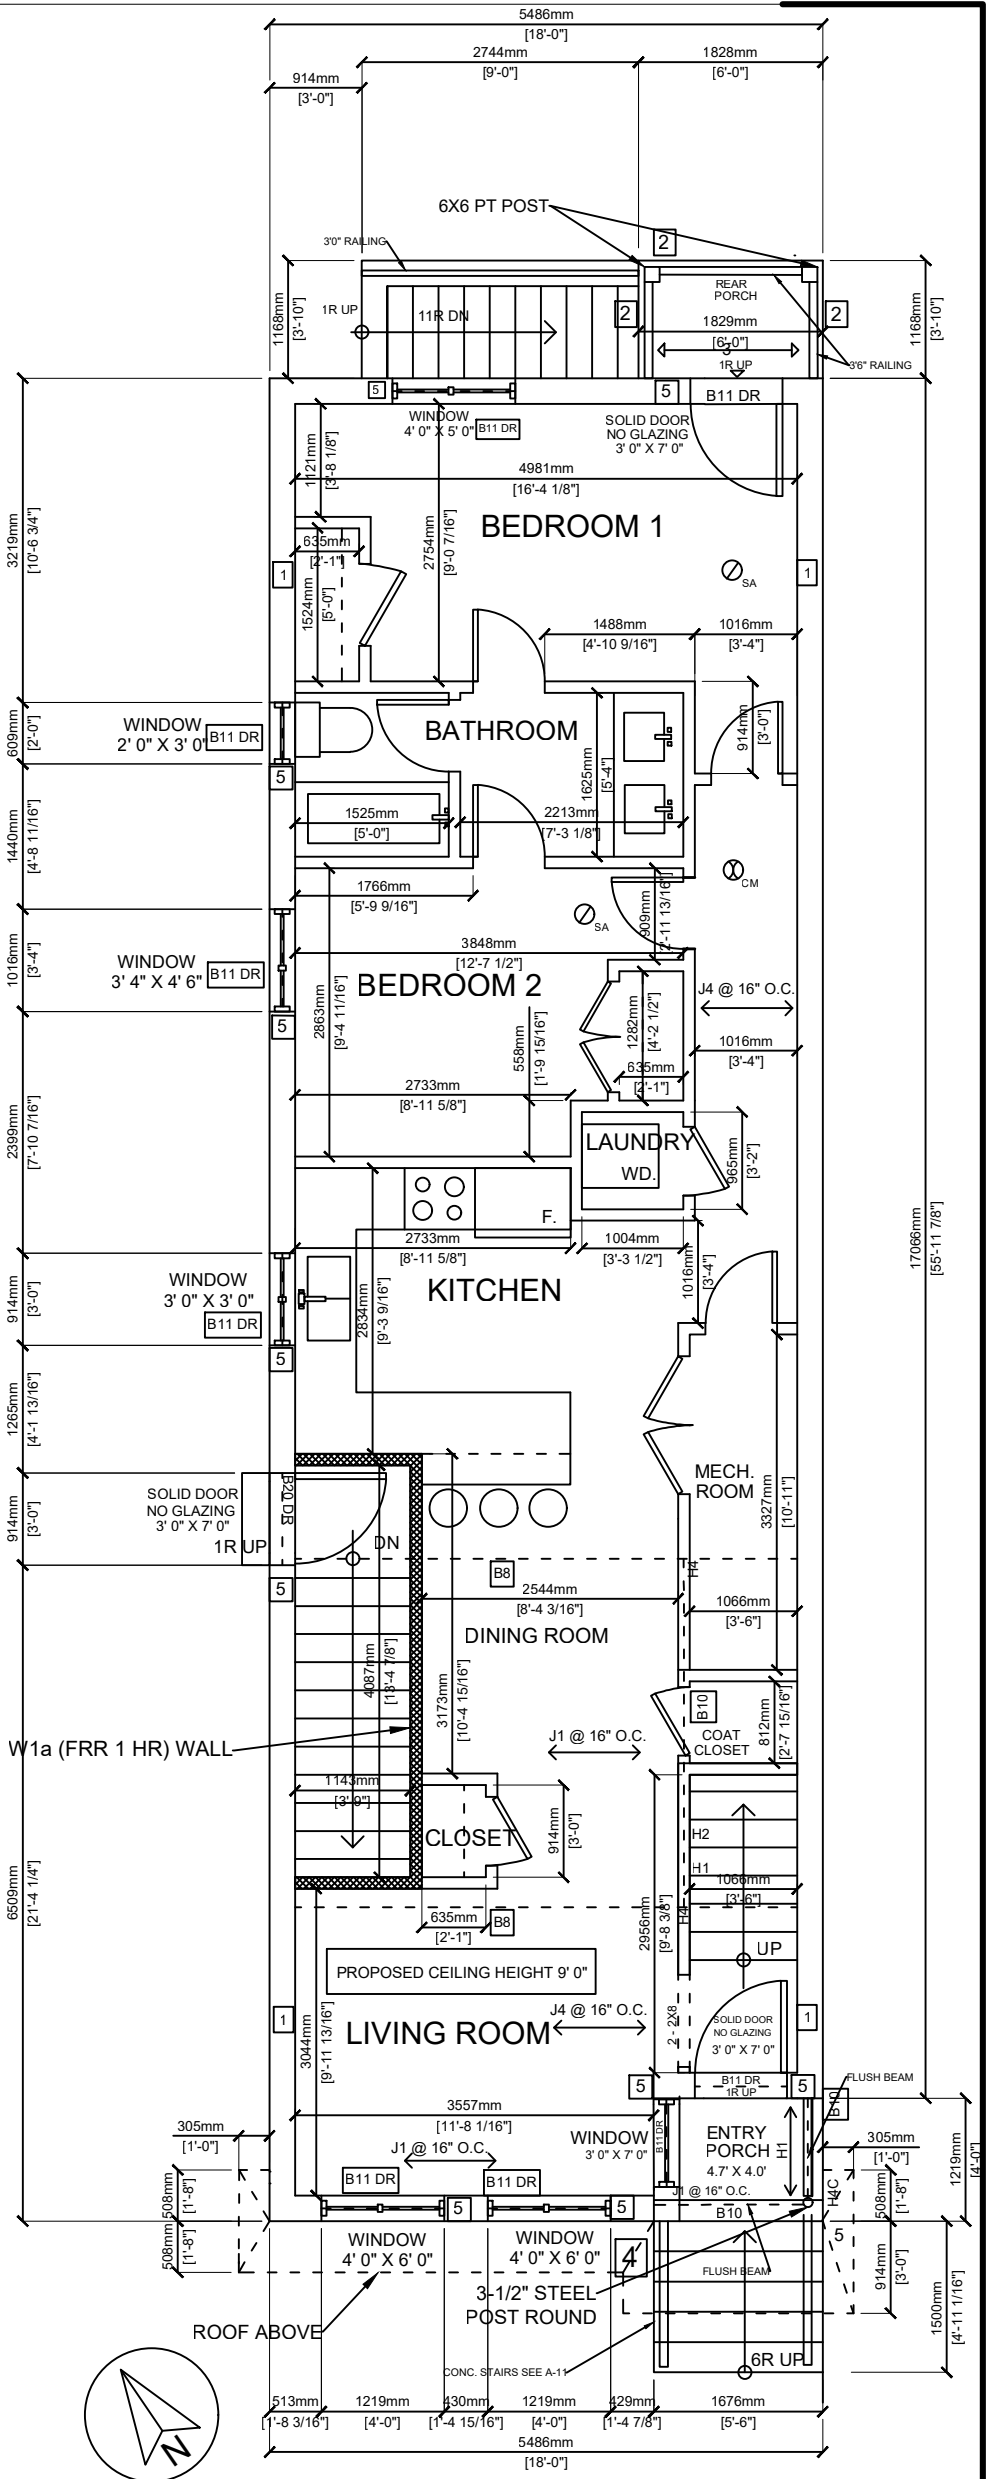 5486mm
[18'-0"]
2744mm
[9'-0"]
1828mm
[6'-0"]
914mm
[3'-0"]
6X6 PT POST
2
3'0" RAILING
REAR
PORCH
1168mm
[3'-10"]
1R UP
11R DN
2
1829mm
[6'-0"]
2
1168mm
[3'-10"]
3
1R UP
3'6" RAILING
5
WINDOW
4' 0" X 5' 0"
B11 DR
5
B11 DR
SOLID DOOR
NO GLAZING
3' 0" X 7' 0"
1121mm
[3'-8 1/8"]
4981mm
[16'-4 1/8"]
BEDROOM 1
3219mm
[10'-6 3/4"]
635mm
[2'-1"]
2754mm
[9'-0 7/16"]
1
1
SA
1524mm
[5'-0"]
1488mm
[4'-10 9/16"]
1016mm
[3'-4"]
WINDOW
2' 0" X 3' 0"
B11 DR
609mm
[2'-0"]
BATHROOM
914mm
[3'-0"]
5
1625mm
[5'-4"]
1525mm
[5'-0"]
2213mm
[7'-3 1/8"]
1440mm
[4'-8 11/16"]
1766mm
[5'-9 9/16"]
CM
909mm
[2'-11 13/16"]
SA
3848mm
[12'-7 1/2"]
WINDOW
3' 4" X 4' 6"
B11 DR
1016mm
[3'-4"]
BEDROOM 2
J4 @ 16" O.C.
5
2863mm
[9'-4 11/16"]
558mm
[1'-9 15/16"]
1282mm
[4'-2 1/2"]
1016mm
[3'-4"]
635mm
[2'-1"]
2733mm
[8'-11 5/8"]
2399mm
[7'-10 7/16"]
LAUNDRY
WD.
965mm
[3'-2"]
F.
17066mm
[55'-11 7/8"]
2733mm
[8'-11 5/8"]
1004mm
[3'-3 1/2"]
1016mm
[3'-4"]
WINDOW
3' 0" X 3' 0"
B11 DR
914mm
[3'-0"]
KITCHEN
2834mm
[9'-3 9/16"]
5
1265mm
[4'-1 13/16"]
MECH.
ROOM
3327mm
[10'-11"]
SOLID DOOR
NO GLAZING
3' 0" X 7' 0"
B20 DR
914mm
[3'-0"]
1R UP
DN
B8
H4
5
2544mm
[8'-4 3/16"]
1066mm
[3'-6"]
DINING ROOM
4087mm
[13'-4 7/8"]
3173mm
[10'-4 15/16"]
B10
COAT
CLOSET
812mm
[2'-7 15/16"]
W1a (FRR 1 HR) WALL
J1 @ 16" O.C.
1143mm
[3'-9"]
CLOSET
914mm
[3'-0"]
H2
H1
1066mm
[3'-6"]
6509mm
[21'-4 1/4"]
635mm
[2'-1"]
B8
2956mm
[9'-8 3/8"]
H4
UP
PROPOSED CEILING HEIGHT 9' 0"
1
LIVING ROOM
J4 @ 16" O.C.
2 - 2X8
SOLID DOOR
NO GLAZING
3' 0" X 7' 0"
1
3044mm
[9'-11 13/16"]
5
B11 DR
1R UP
5
FLUSH BEAM
B10
3557mm
[11'-8 1/16"]
305mm
[1'-0"]
WINDOW
3' 0" X 7' 0"
B11DR
ENTRY
PORCH
4.7' X 4.0'
H1
305mm
[1'-0"]
1219mm
[4'-0"]
J1 @ 16" O.C.
B11 DR
B11 DR
J1 @ 16" O.C.
508mm
[1'-8"]
5
5
B10
H4C
508mm
[1'-8"]
508mm
[1'-8"]
WINDOW
4' 0" X 6' 0"
WINDOW
4' 0" X 6' 0"
4
5
FLUSH BEAM
914mm
[3'-0"]
3-1/2" STEEL
POST ROUND
1500mm
[4'-11 1/16"]
ROOF ABOVE
CONC. STAIRS SEE A-11
6R UP
N
513mm
[1'-8 3/16"]
1219mm
[4'-0"]
430mm
[1'-4 15/16"]
1219mm
[4'-0"]
429mm
[1'-4 7/8"]
1676mm
[5'-6"]
5486mm
[18'-0"]